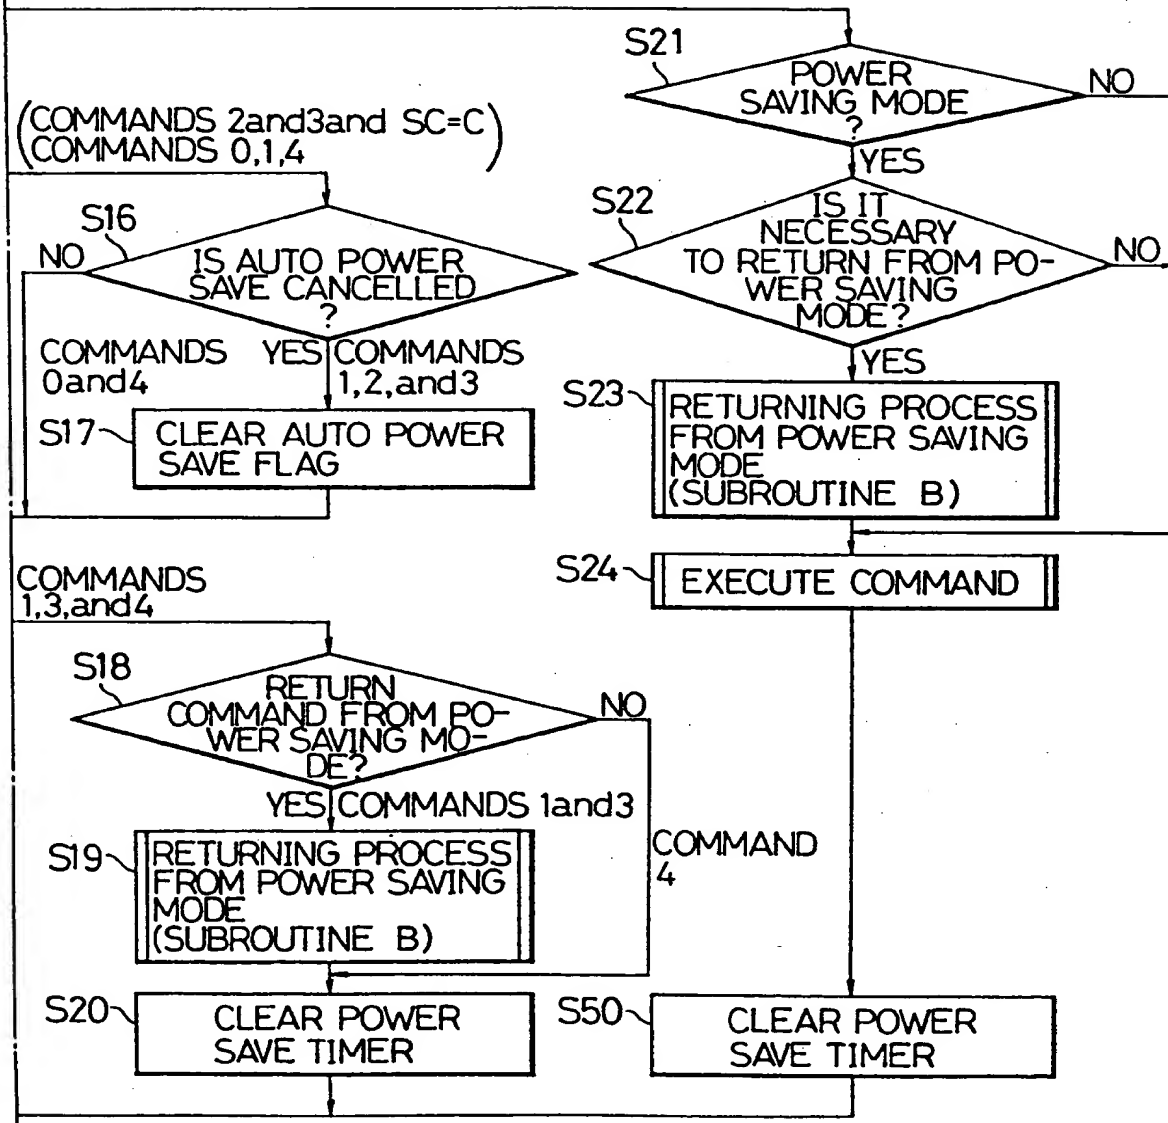 S21
POWER
SAVING MODE
?
NO
YES
(COMMANDS 2and3and SC=C)
(COMMANDS 0,1,4)
S16
NO
IS AUTO POWER
SAVE CANCELLED
?
COMMANDS
0and4
YES
COMMANDS
1,2,and3
S17
CLEAR AUTO POWER
SAVE FLAG
S22
IS IT
NECESSARY
TO RETURN FROM PO-
WER SAVING
MODE?
NO
YES
S23
RETURNING PROCESS
FROM POWER SAVING
MODE
(SUBROUTINE B)
S24
EXECUTE COMMAND
COMMANDS
1,3,and4
S18
RETURN
COMMAND FROM PO-
WER SAVING MO-
DE?
NO
YES
COMMANDS 1and3
COMMAND
4
S19
RETURNING PROCESS
FROM POWER SAVING
MODE
(SUBROUTINE B)
S20
CLEAR POWER
SAVE TIMER
S50
CLEAR POWER
SAVE TIMER